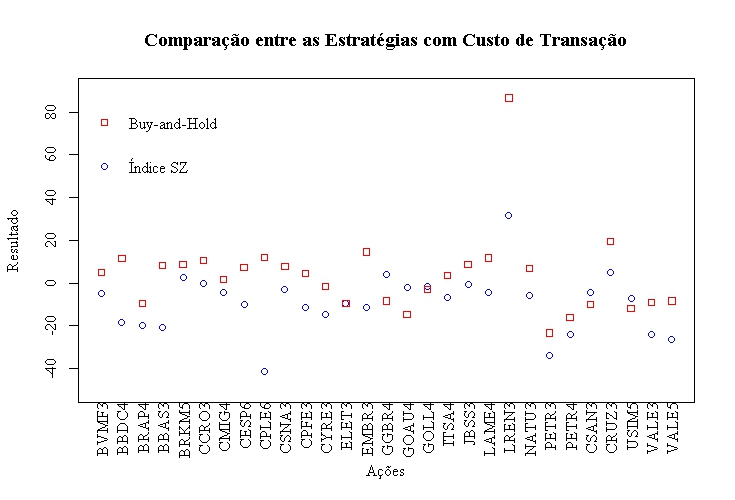 Comparação entre as Estratégias com Custo de Transação
80
60
40
20
0
-20
-40
Resultado
Buy-and-Hold
Índice SZ
BVMF3
BBDC4
BRAP4
BBAS3
BRKM5
CCRO3
CMIG4
CESP6
CPLE6
CSNA3
CPFE3
CYRE3
ELET3
EMBR3
GGBR4
GOAU4
GOLL4
ITSA4
JBSS3
LAME4
LREN3
NATU3
PETR3
PETR4
CSAN3
CRUZ3
USIM5
VALE3
VALE5
Ações